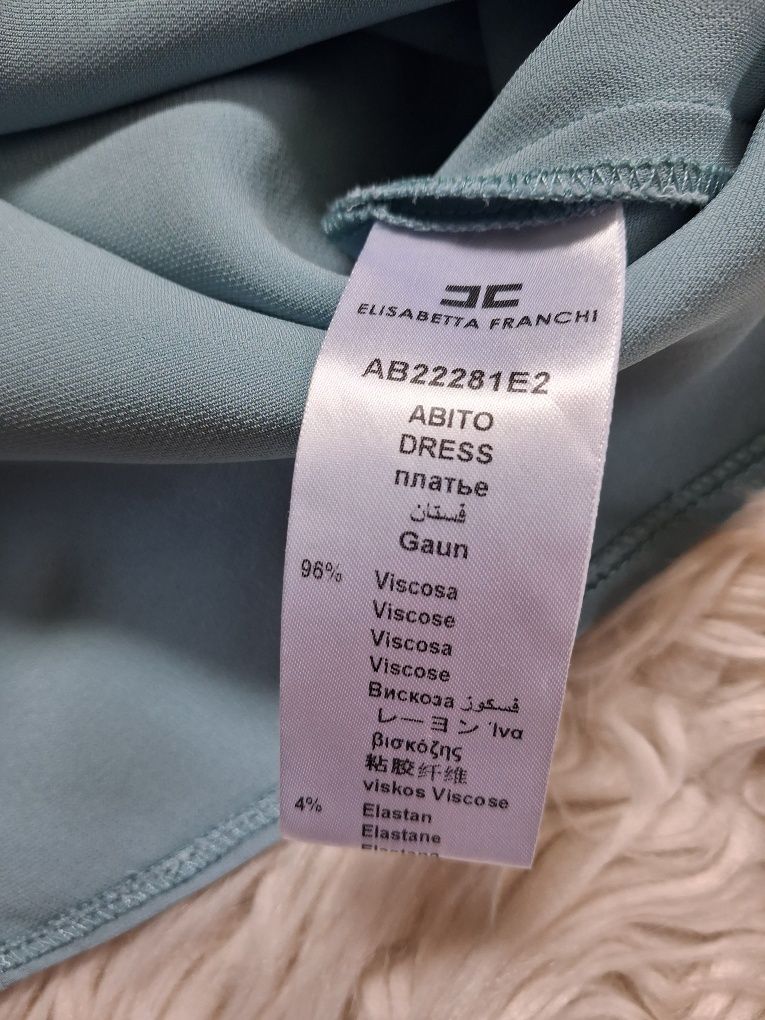 ELISABETTA FRANCHI
AB22281E2
ABITO
DRESS
платье
فستان
Gaun
96% Viscosa
Viscose
Viscosa
Viscose
Вискоза فسكوز
レーヨン Ίνα
βισκόζης
粘胶纤维
viskos Viscose
4% Elastan
Elastane